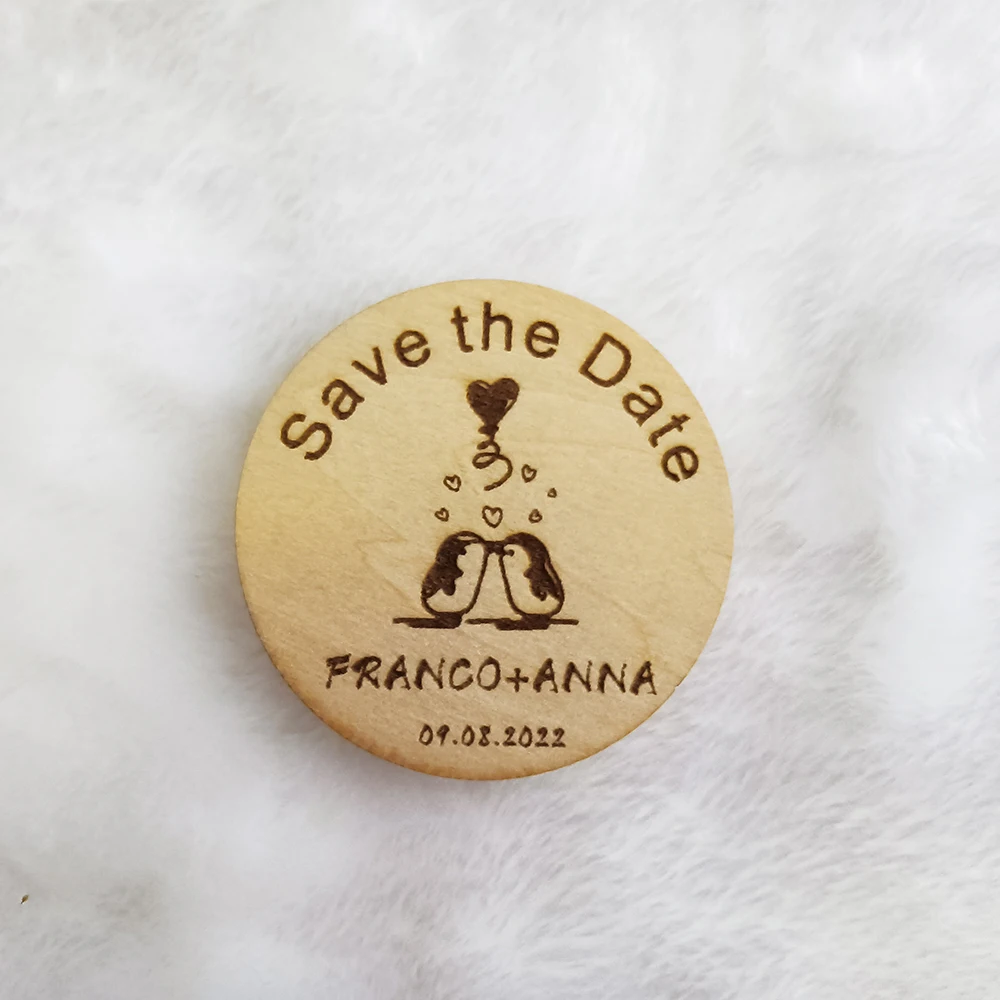 Save the Date
FRANCO+ANNA
09.08.2022